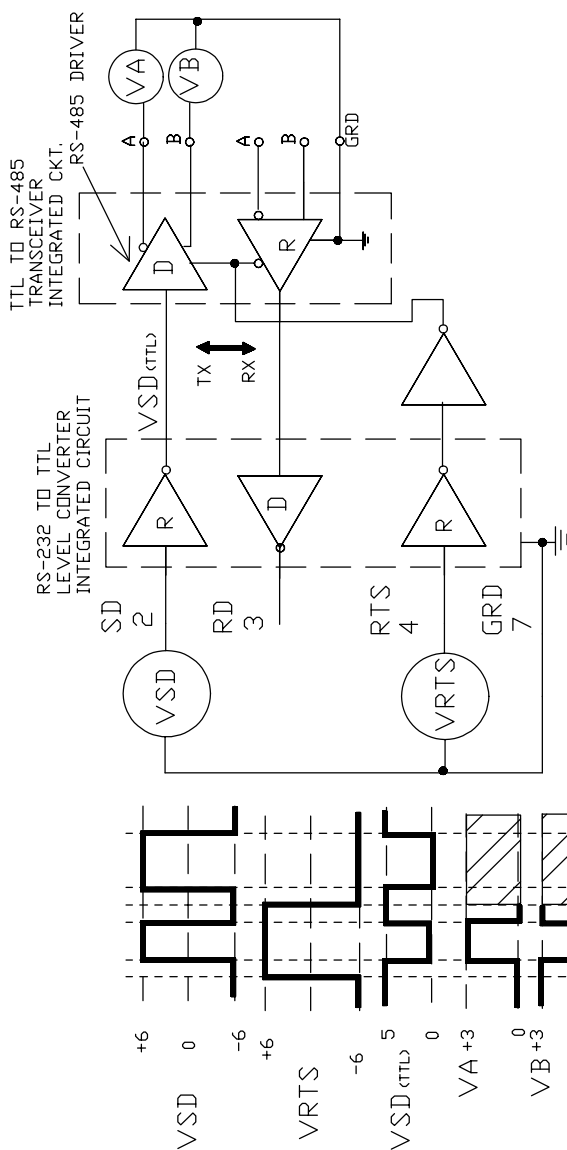 TTL TO RS-485
TRANSCEIVER
INTEGRATED CKT.
RS-485 DRIVER
VA
VB
A
B
A
B
GRD
D
R
VSD(TTL)
TX
RX
RS-232 TO TTL
LEVEL CONVERTER
INTEGRATED CIRCUIT
R
D
R
SD
2
RD
3
RTS
4
GRD
7
VSD
VRTS
VSD
+6
0
-6
VRTS
+6
-6
VSD(TTL)
5
0
VA
+3
0
VB
+3